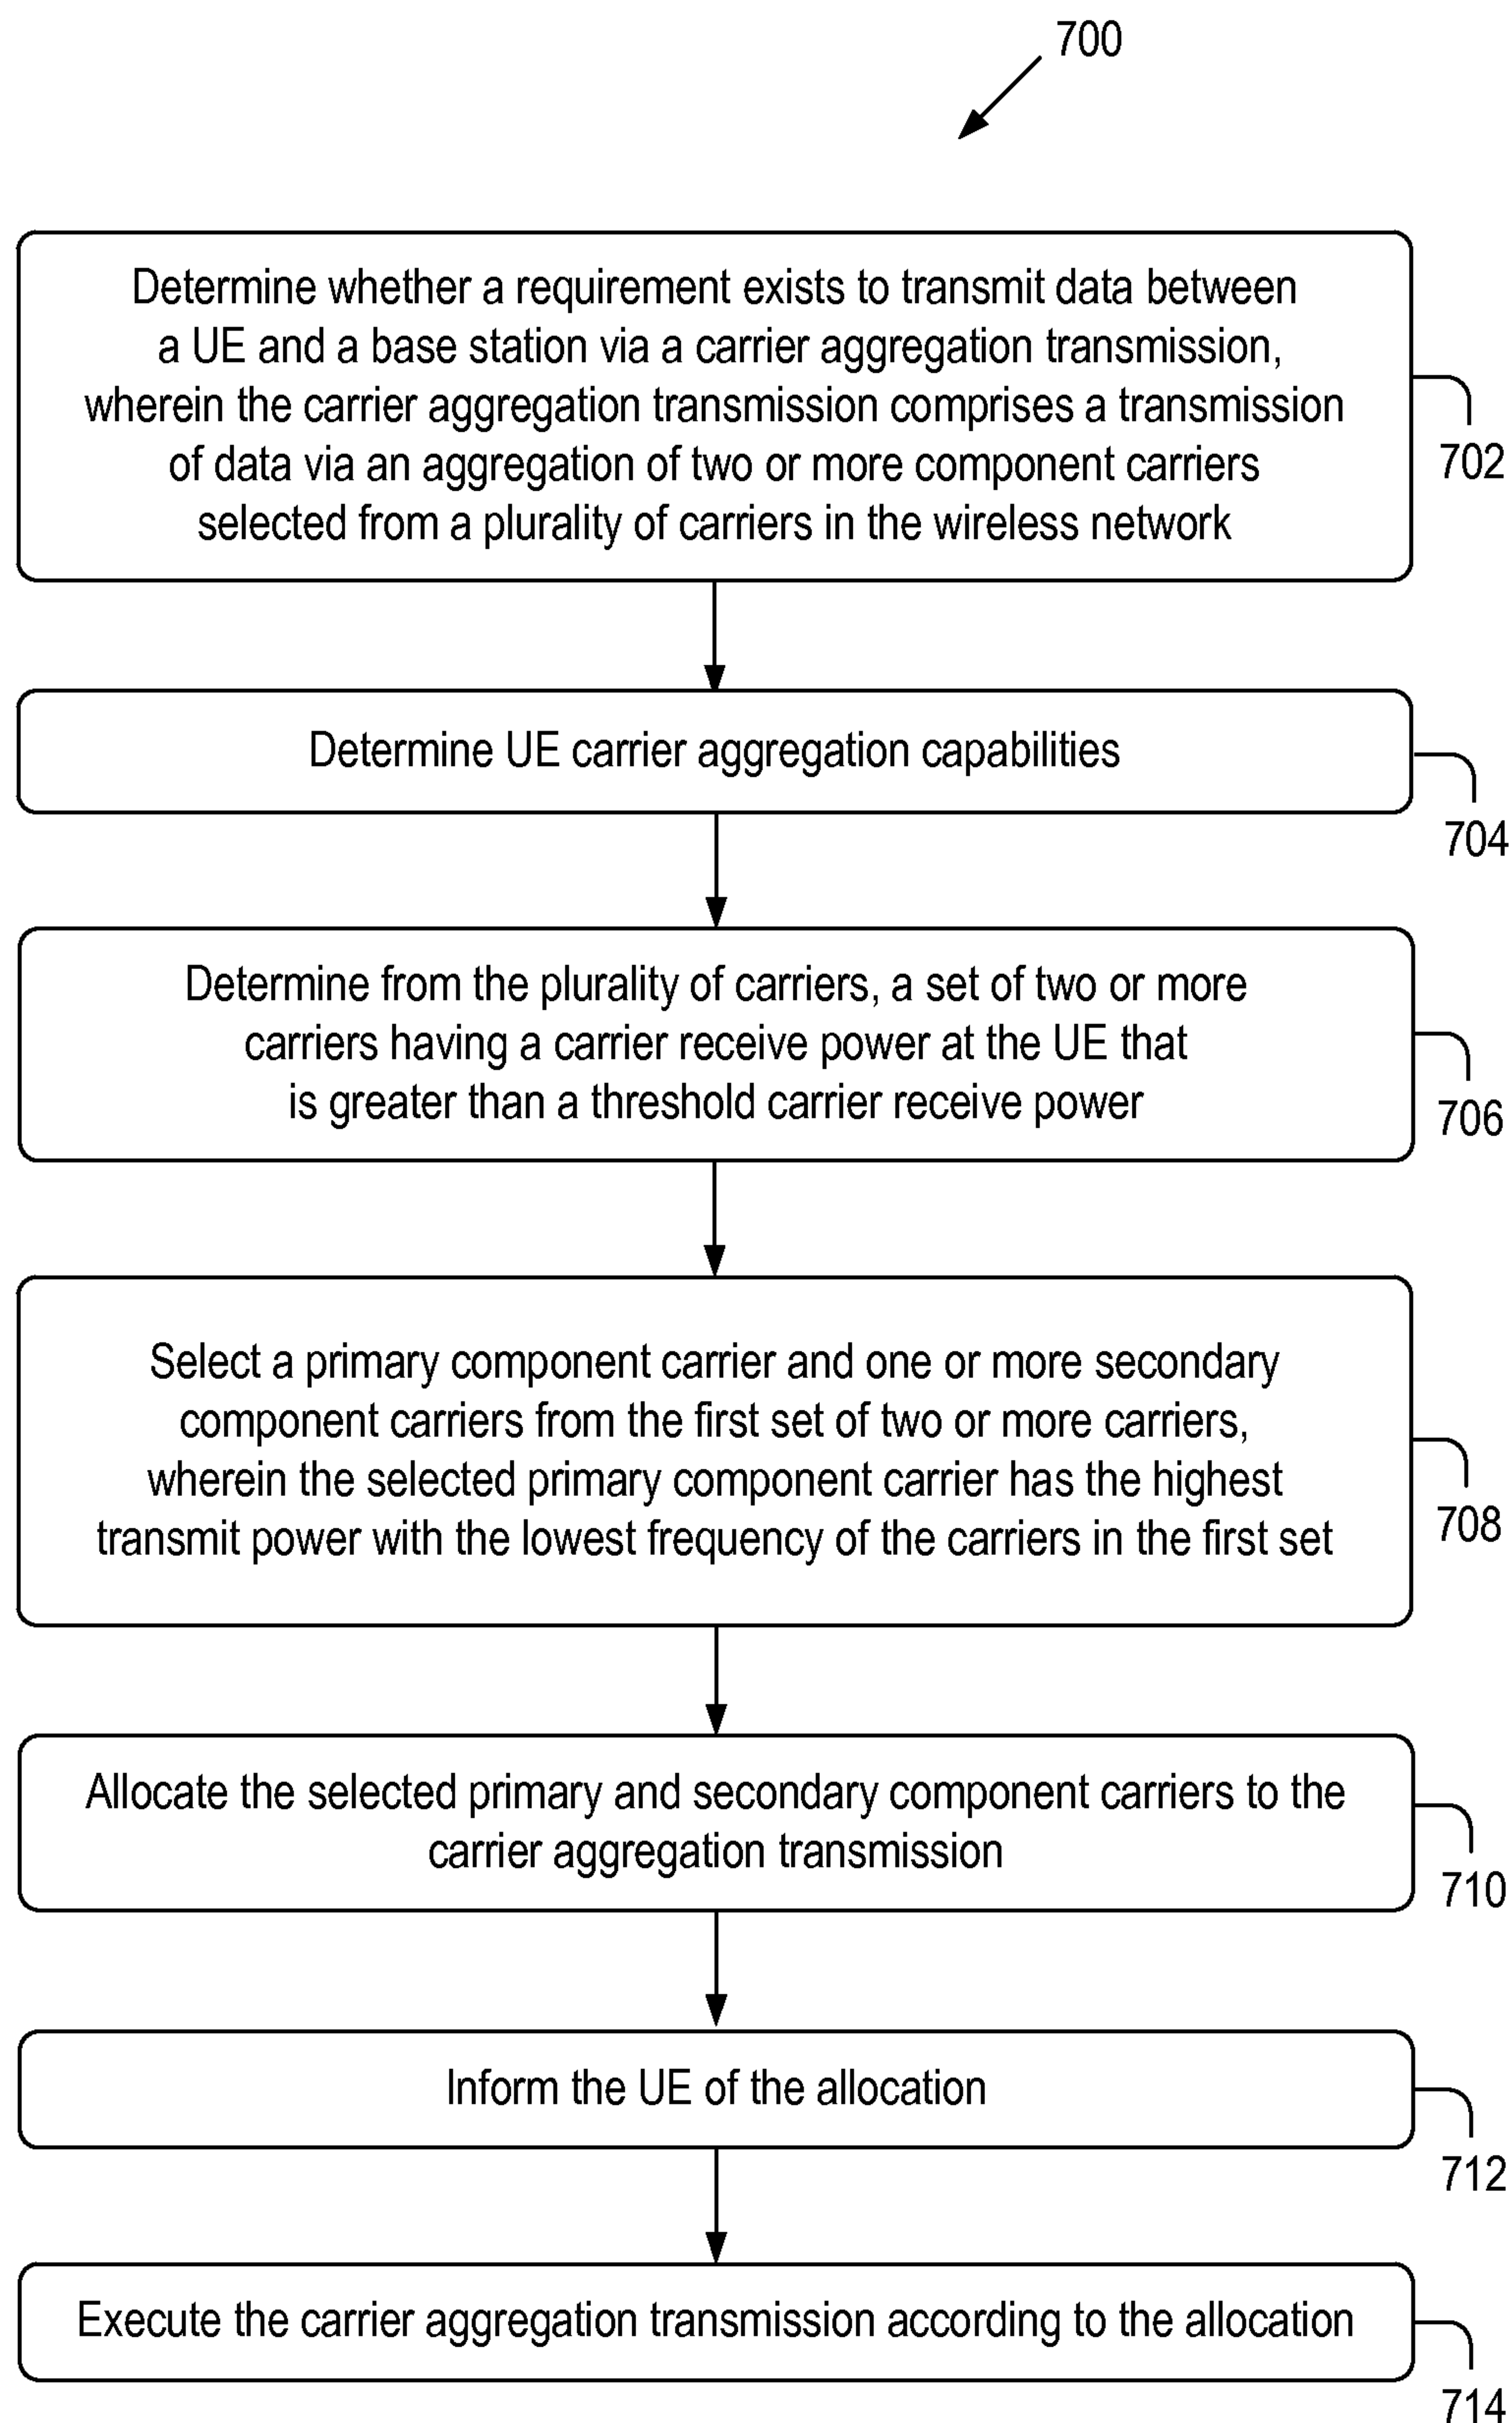 700
Determine whether a requirement exists to transmit data between
a UE and a base station via a carrier aggregation transmission,
wherein the carrier aggregation transmission comprises a transmission
of data via an aggregation of two or more component carriers
selected from a plurality of carriers in the wireless network
702
Determine UE carrier aggregation capabilities
704
Determine from the plurality of carriers, a set of two or more
carriers having a carrier receive power at the UE that
is greater than a threshold carrier receive power
706
Select a primary component carrier and one or more secondary
component carriers from the first set of two or more carriers,
wherein the selected primary component carrier has the highest
transmit power with the lowest frequency of the carriers in the first set
708
Allocate the selected primary and secondary component carriers to the
carrier aggregation transmission
710
Inform the UE of the allocation
712
Execute the carrier aggregation transmission according to the allocation
714